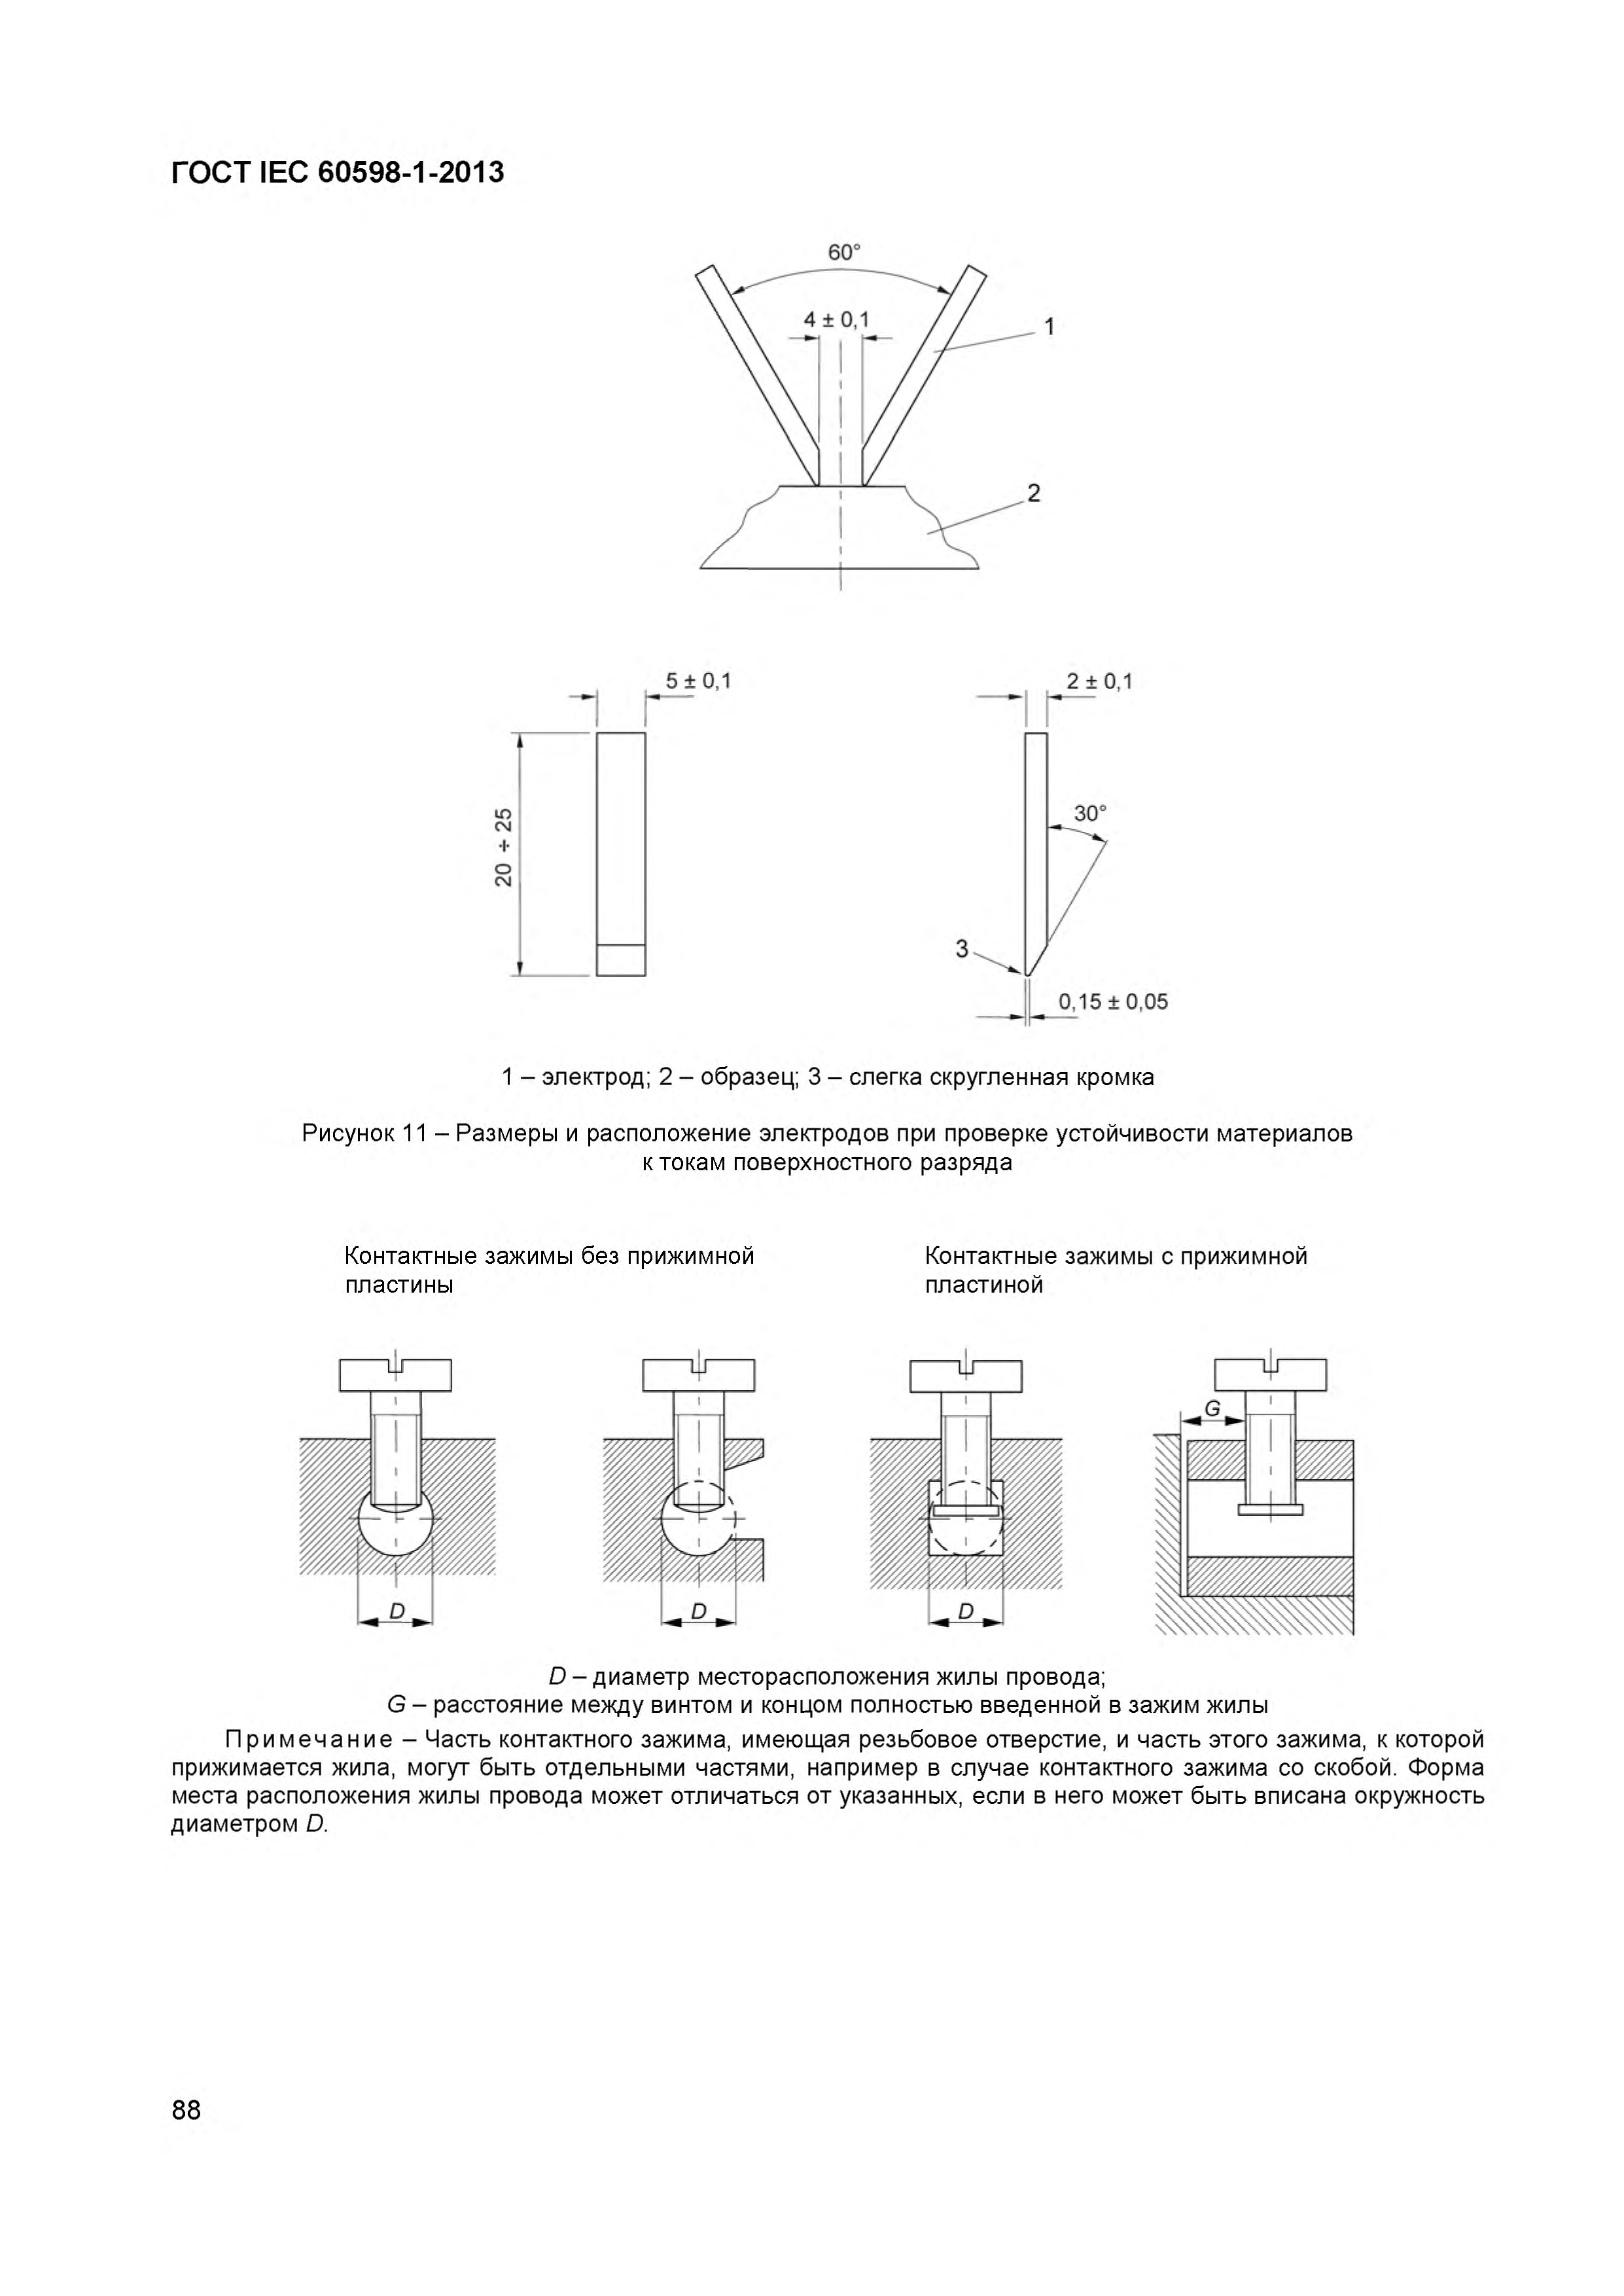 ГОСТ IEC 60598-1-2013
60°
4 ± 0,1
1
2
5 ± 0,1
2 ± 0,1
20 ÷ 25
30°
3
0,15 ± 0,05
1 – электрод; 2 – образец; 3 – слегка скругленная кромка
Рисунок 11 – Размеры и расположение электродов при проверке устойчивости материалов
к токам поверхностного разряда
Контактные зажимы без прижимной
пластины
Контактные зажимы с прижимной
пластиной
G
D
D
D
D – диаметр месторасположения жилы провода;
G – расстояние между винтом и концом полностью введенной в зажим жилы
Примечание – Часть контактного зажима, имеющая резьбовое отверстие, и часть этого зажима, к которой
прижимается жила, могут быть отдельными частями, например в случае контактного зажима со скобой. Форма
места расположения жилы провода может отличаться от указанных, если в него может быть вписана окружность
диаметром D.
88